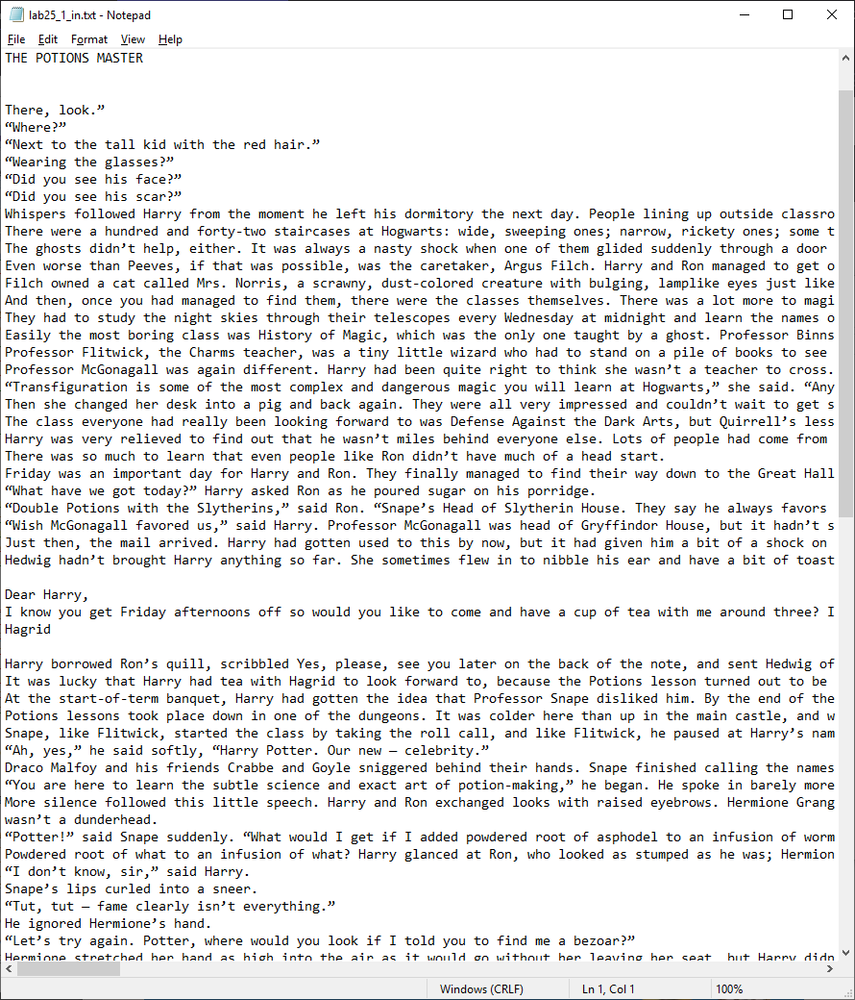 lab25_1_in.txt - Notepad
File Edit Format View Help
THE POTIONS MASTER
There, look.”
“Where?”
“Next to the tall kid with the red hair.”
“Wearing the glasses?”
“Did you see his face?”
“Did you see his scar?”
Whispers followed Harry from the moment he left his dormitory the next day. People lining up outside classro
There were a hundred and forty-two staircases at Hogwarts: wide, sweeping ones; narrow, rickety ones; some t
The ghosts didn’t help, either. It was always a nasty shock when one of them glided suddenly through a door
Even worse than Peeves, if that was possible, was the caretaker, Argus Filch. Harry and Ron managed to get o
Filch owned a cat called Mrs. Norris, a scrawny, dust-colored creature with bulging, lamplike eyes just like
And then, once you had managed to find them, there were the classes themselves. There was a lot more to magi
They had to study the night skies through their telescopes every Wednesday at midnight and learn the names o
Easily the most boring class was History of Magic, which was the only one taught by a ghost. Professor Binns
Professor Flitwick, the Charms teacher, was a tiny little wizard who had to stand on a pile of books to see
Professor McGonagall was again different. Harry had been quite right to think she wasn’t a teacher to cross.
“Transfiguration is some of the most complex and dangerous magic you will learn at Hogwarts,” she said. “Any
Then she changed her desk into a pig and back again. They were all very impressed and couldn’t wait to get s
The class everyone had really been looking forward to was Defense Against the Dark Arts, but Quirrell’s less
Harry was very relieved to find out that he wasn’t miles behind everyone else. Lots of people had come from
There was so much to learn that even people like Ron didn’t have much of a head start.
Friday was an important day for Harry and Ron. They finally managed to find their way down to the Great Hall
“What have we got today?” Harry asked Ron as he poured sugar on his porridge.
“Double Potions with the Slytherins,” said Ron. “Snape’s Head of Slytherin House. They say he always favors
“Wish McGonagall favored us,” said Harry. Professor McGonagall was head of Gryffindor House, but it hadn’t s
Just then, the mail arrived. Harry had gotten used to this by now, but it had given him a bit of a shock on
Hedwig hadn’t brought Harry anything so far. She sometimes flew in to nibble his ear and have a bit of toast
Dear Harry,
I know you get Friday afternoons off so would you like to come and have a cup of tea with me around three? I
Hagrid
Harry borrowed Ron’s quill, scribbled Yes, please, see you later on the back of the note, and sent Hedwig of
It was lucky that Harry had tea with Hagrid to look forward to, because the Potions lesson turned out to be
At the start-of-term banquet, Harry had gotten the idea that Professor Snape disliked him. By the end of the
Potions lessons took place down in one of the dungeons. It was colder here than up in the main castle, and w
Snape, like Flitwick, started the class by taking the roll call, and like Flitwick, he paused at Harry’s nam
“Ah, yes,” he said softly, “Harry Potter. Our new — celebrity.”
Draco Malfoy and his friends Crabbe and Goyle sniggered behind their hands. Snape finished calling the names
“You are here to learn the subtle science and exact art of potion-making,” he began. He spoke in barely more
More silence followed this little speech. Harry and Ron exchanged looks with raised eyebrows. Hermione Grang
wasn’t a dunderhead.
“Potter!” said Snape suddenly. “What would I get if I added powdered root of asphodel to an infusion of worm
Powdered root of what to an infusion of what? Harry glanced at Ron, who looked as stumped as he was; Hermion
“I don’t know, sir,” said Harry.
Snape’s lips curled into a sneer.
“Tut, tut — fame clearly isn’t everything.”
He ignored Hermione’s hand.
“Let’s try again. Potter, where would you look if I told you to find me a bezoar?”
Hermione stretched her hand as high into the air as it would go without her leaving her seat, but Harry didn
Windows (CRLF) Ln 1, Col 1 100%